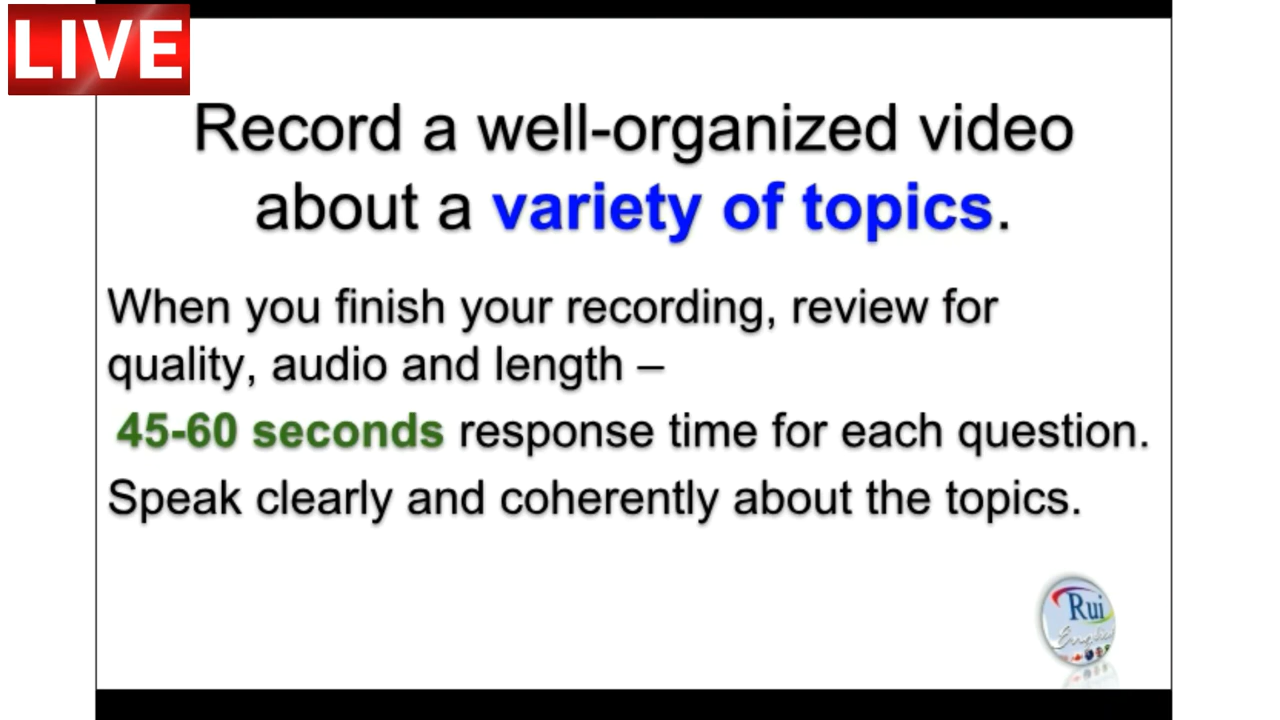 LIVE
Record a well-organized video
about a variety of topics.
When you finish your recording, review for
quality, audio and length –
45-60 seconds response time for each question.
Speak clearly and coherently about the topics.
Rui